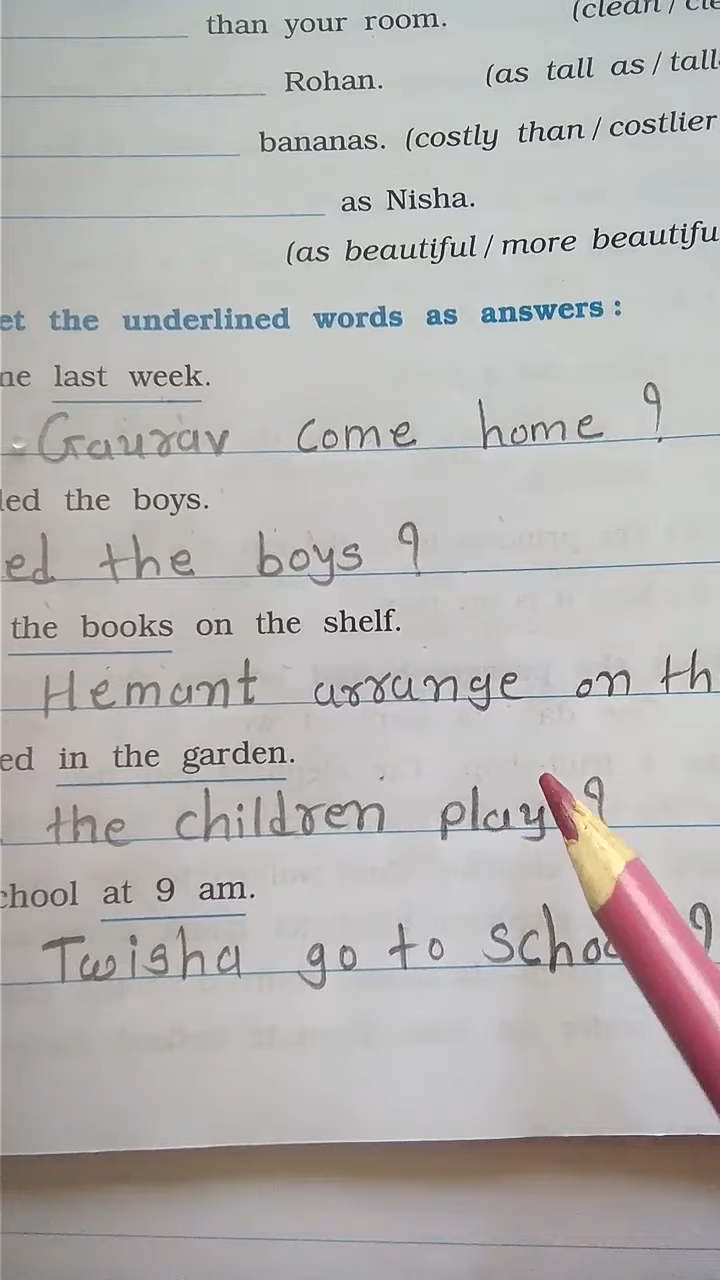 than your room. (clean / cle
Rohan. (as tall as / tall
bananas. (costly than / costlier
as Nisha.
(as beautiful / more beautifu
et the underlined words as answers :
ne last week.
Gaurav come home ?
led the boys.
ed the boys ?
the books on the shelf.
Hemant arrange on th
ed in the garden.
the children play ?
chool at 9 am.
Twisha go to schoo ?